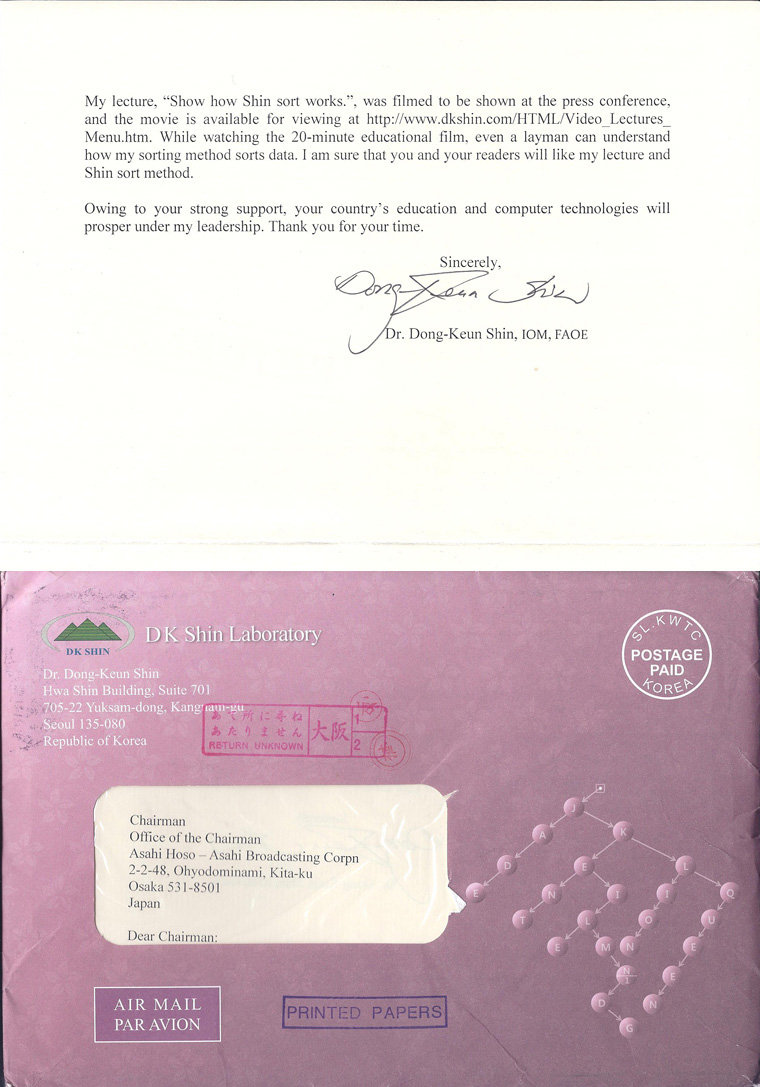 My lecture, “Show how Shin sort works.”, was filmed to be shown at the press conference,
and the movie is available for viewing at http://www.dkshin.com/HTML/Video_Lectures_
Menu.htm. While watching the 20-minute educational film, even a layman can understand
how my sorting method sorts data. I am sure that you and your readers will like my lecture and
Shin sort method.
Owing to your strong support, your country’s education and computer technologies will
prosper under my leadership. Thank you for your time.
Sincerely,
Dong-Keun Shin
Dr. Dong-Keun Shin, IOM, FAOE
DK SHIN
DK Shin Laboratory
Dr. Dong-Keun Shin
Hwa Shin Building, Suite 701
705-22 Yuksam-dong, Kangnam-gu
Seoul 135-080
Republic of Korea
SL.KWTC
POSTAGE
PAID
KOREA
あて所に尋ね
あたりません
RETURN UNKNOWN
大阪
1
2
Chairman
Office of the Chairman
Asahi Hoso – Asahi Broadcasting Corpn
2-2-48, Ohyodominami, Kita-ku
Osaka 531-8501
Japan
Dear Chairman:
J
A K
D E L
E N I I Q
T L O U
E M N E
N E
D N
G
AIR MAIL
PAR AVION
PRINTED PAPERS